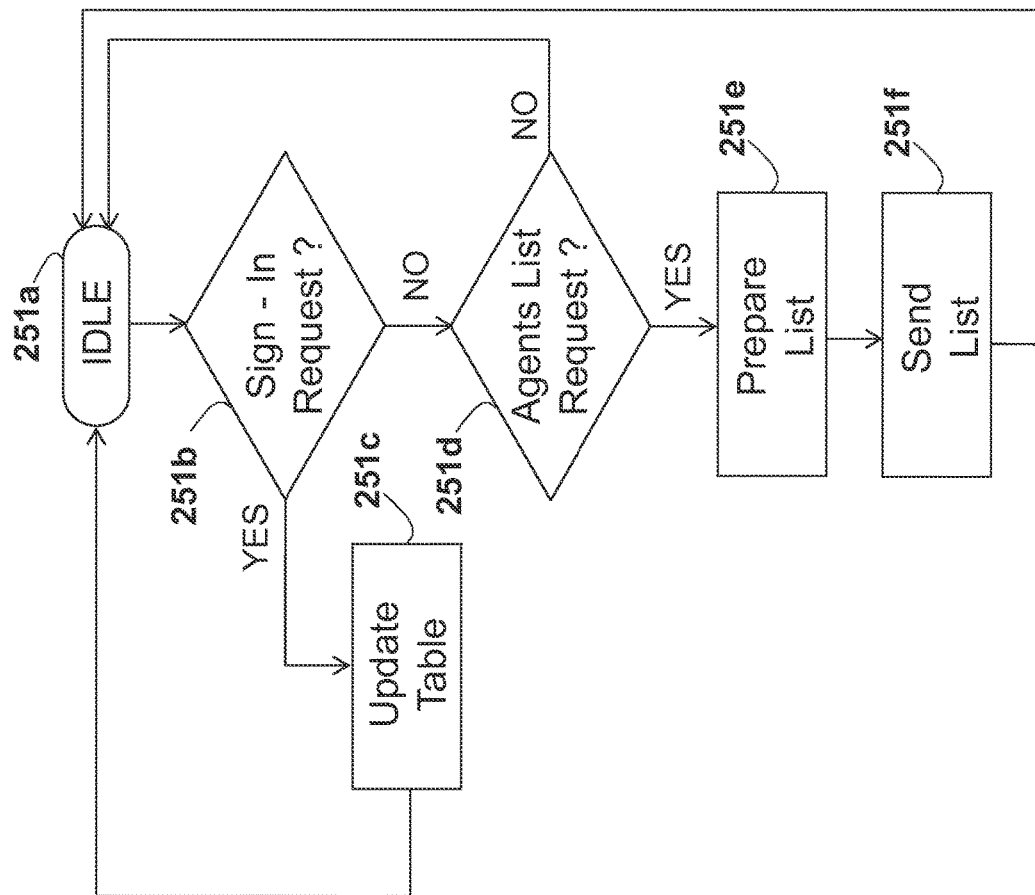 251a
IDLE
251b
Sign - In
Request ?
YES
NO
251c
Update
Table
251d
Agents List
Request ?
NO
YES
251e
Prepare
List
251f
Send
List